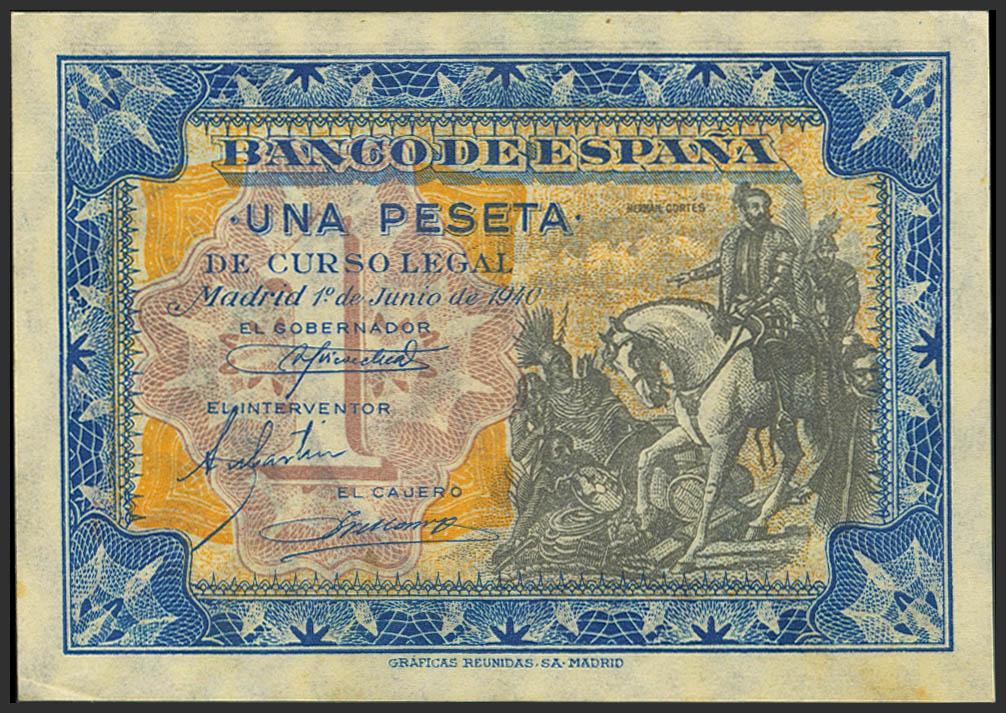 BANCO DE ESPAÑA
·UNA PESETA·
HERNAN CORTES
DE CURSO LEGAL
Madrid 1º de Junio de 1940
EL GOBERNADOR
EL INTERVENTOR
EL CAJERO
1
GRÁFICAS REUNIDAS. SA. MADRID